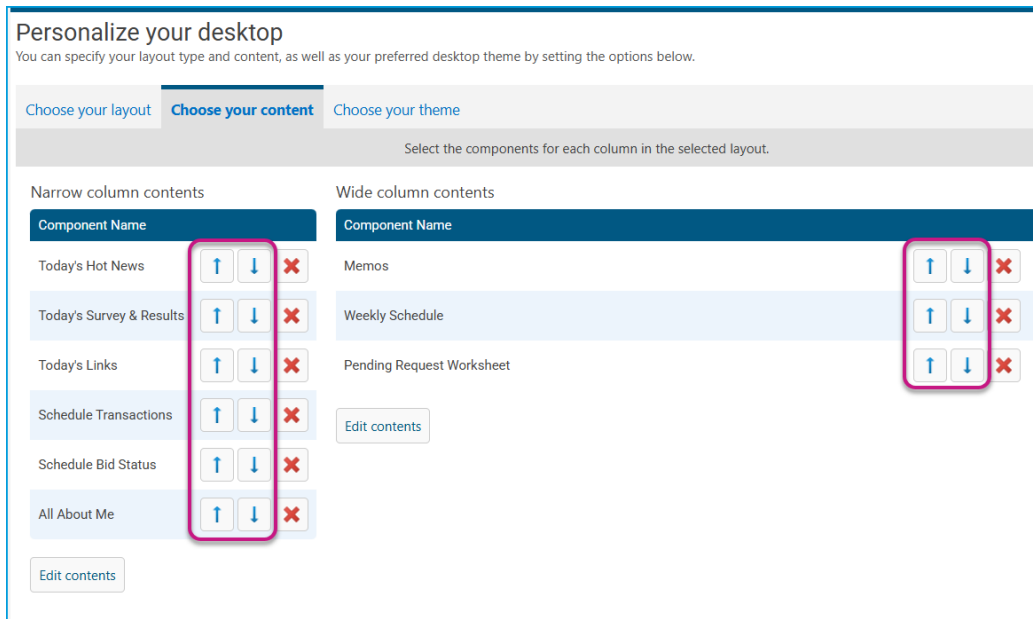 Personalize your desktop
You can specify your layout type and content, as well as your preferred desktop theme by setting the options below.
Choose your layout Choose your content Choose your theme
Select the components for each column in the selected layout.
Narrow column contents
Component Name
Today's Hot News
Today's Survey & Results
Today's Links
Schedule Transactions
Schedule Bid Status
All About Me
Edit contents
Wide column contents
Component Name
Memos
Weekly Schedule
Pending Request Worksheet
Edit contents